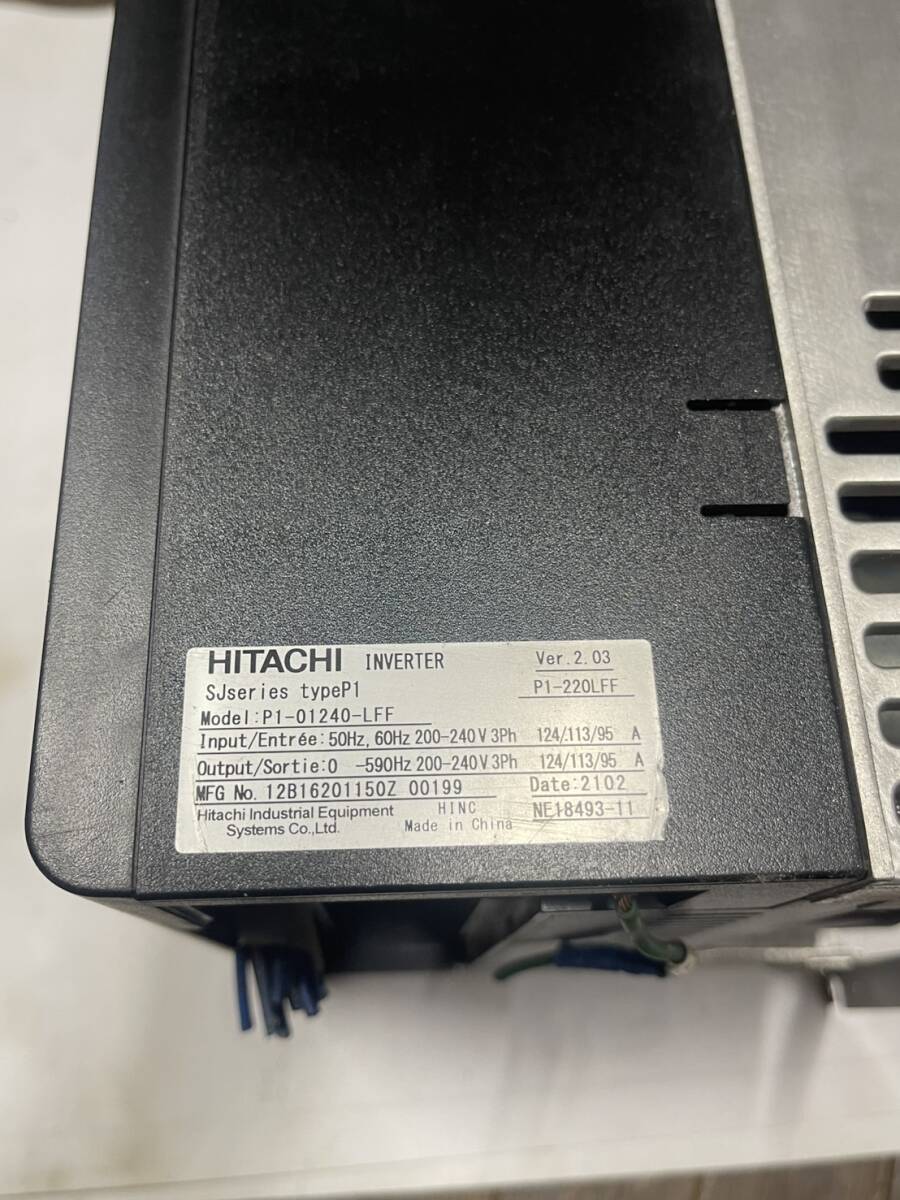 HITACHI INVERTER Ver.2.03
SJseries typeP1 P1-220LFF
Model:P1-01240-LFF
Input/Entrée:50Hz,60Hz 200-240V 3Ph 124/113/95 A
Output/Sortie:0 -590Hz 200-240V 3Ph 124/113/95 A
MFG No. 12B16201150Z 00199 Date:2102
Hitachi Industrial Equipment HINC NE18493-11
Systems Co.,Ltd. Made in China